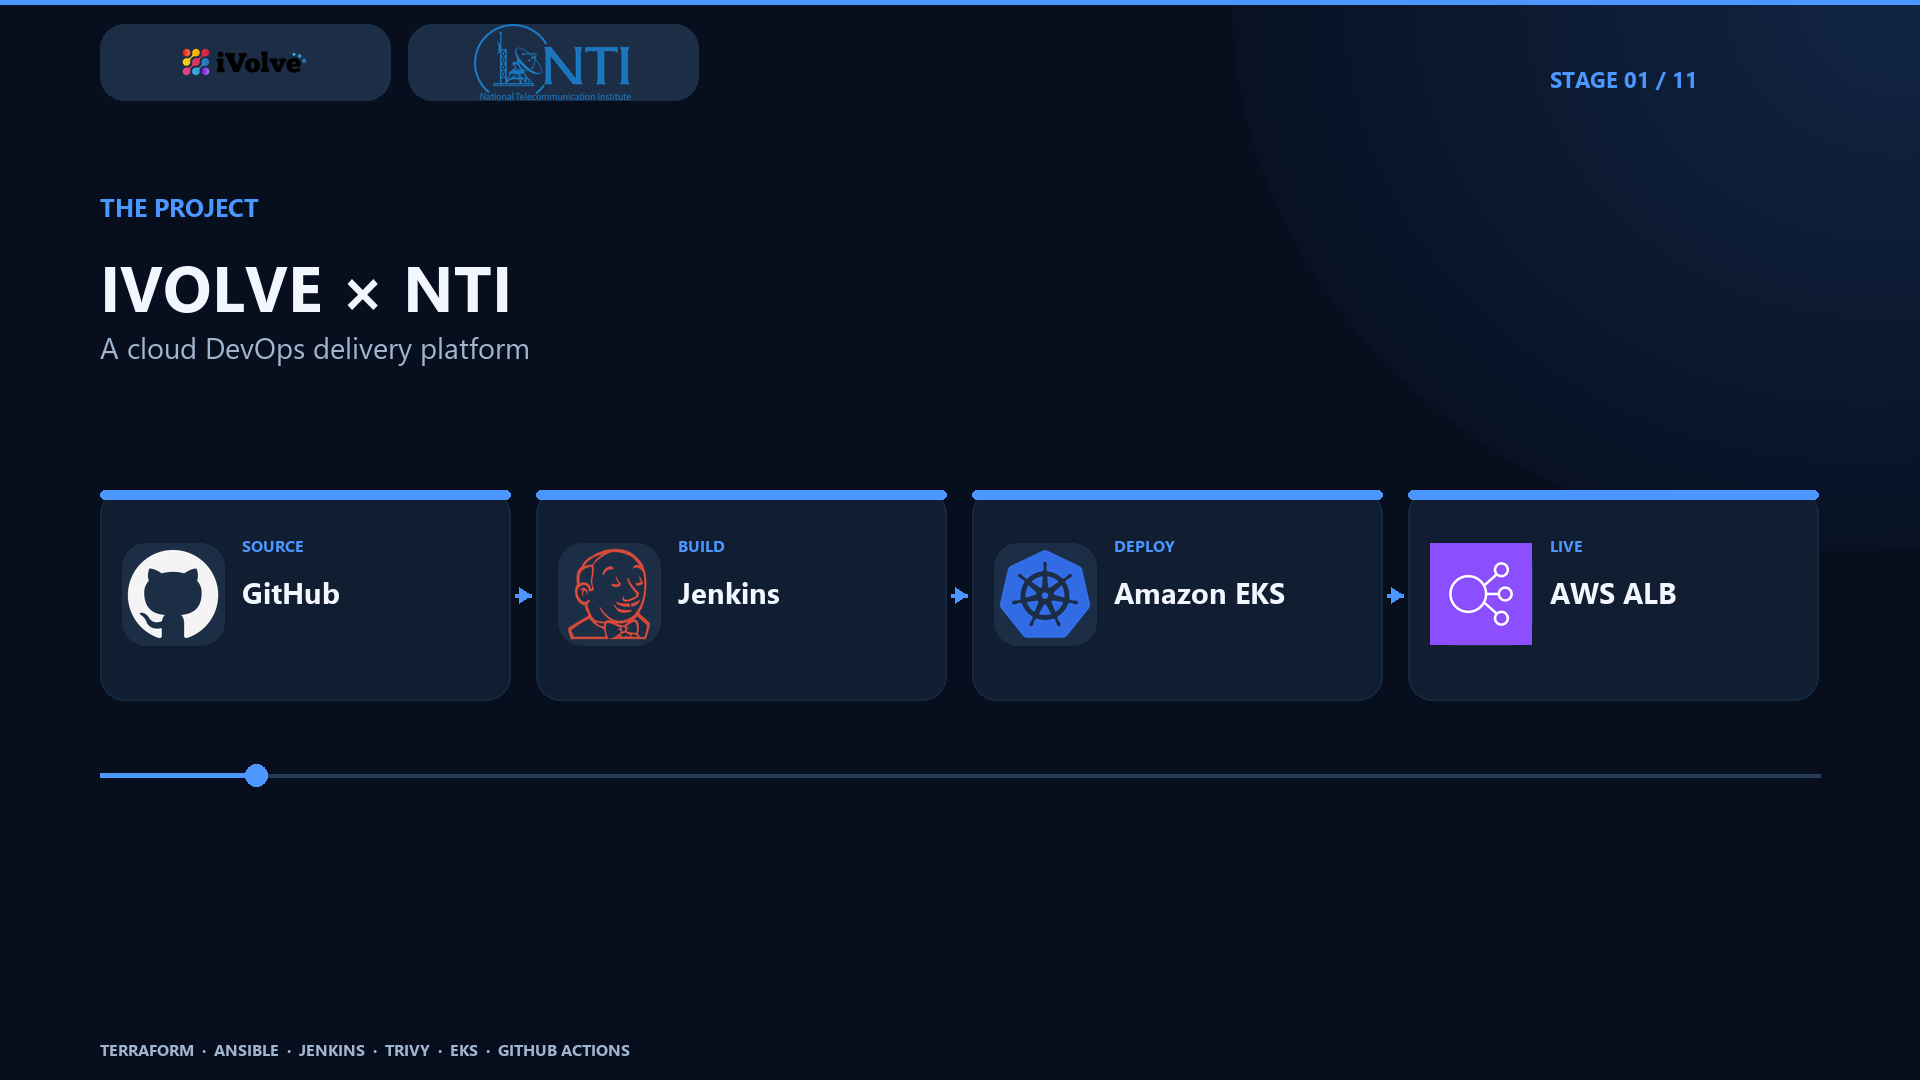 iVolve
NTI
National Telecommunication Institute
STAGE 01 / 11
THE PROJECT
IVOLVE × NTI
A cloud DevOps delivery platform
SOURCE
GitHub
BUILD
Jenkins
DEPLOY
Amazon EKS
LIVE
AWS ALB
TERRAFORM · ANSIBLE · JENKINS · TRIVY · EKS · GITHUB ACTIONS